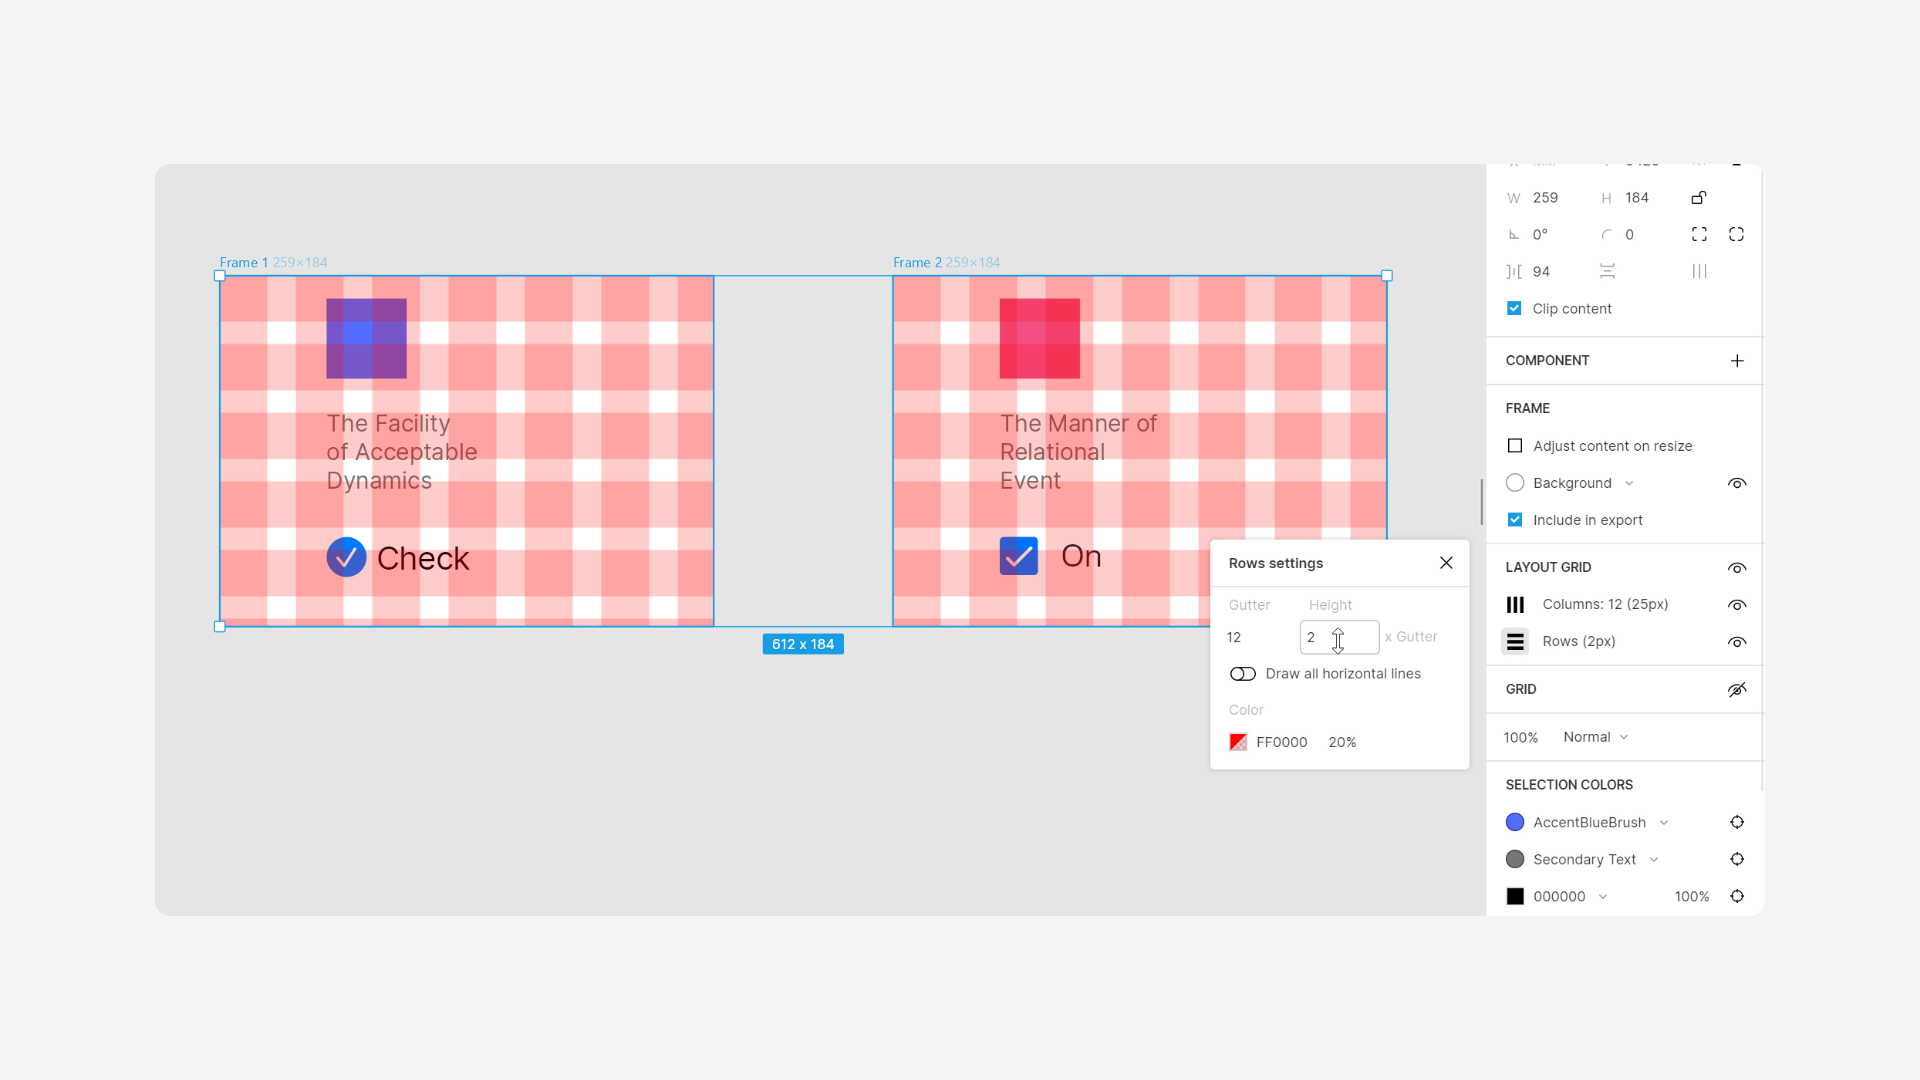 Frame 1 259×184
Frame 2 259×184
The Facility
of Acceptable
Dynamics
Check
The Manner of
Relational
Event
On
612 x 184
Rows settings
Gutter Height
12 2 x Gutter
Draw all horizontal lines
Color
FF0000 20%
W 259 H 184
0° 0
94
Clip content
COMPONENT
FRAME
Adjust content on resize
Background
Include in export
LAYOUT GRID
Columns: 12 (25px)
Rows (2px)
GRID
100% Normal
SELECTION COLORS
AccentBlueBrush
Secondary Text
000000 100%